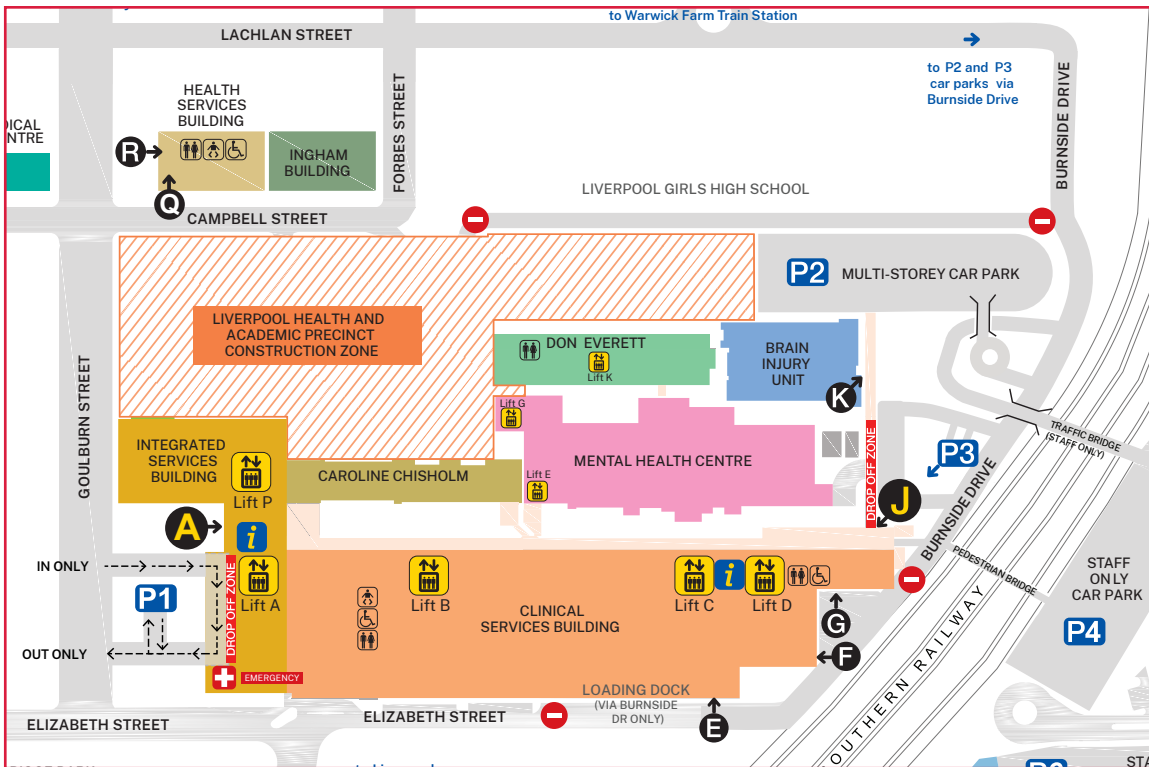 to Warwick Farm Train Station
LACHLAN STREET
to P2 and P3
car parks via
Burnside Drive
BURNSIDE DRIVE
FORBES STREET
HEALTH
SERVICES
BUILDING
DICAL
NTRE
R
INGHAM
BUILDING
Q
CAMPBELL STREET
LIVERPOOL GIRLS HIGH SCHOOL
P2
MULTI-STOREY CAR PARK
LIVERPOOL HEALTH AND
ACADEMIC PRECINCT
CONSTRUCTION ZONE
DON EVERETT
Lift K
BRAIN
INJURY
UNIT
K
GOULBURN STREET
Lift G
INTEGRATED
SERVICES
BUILDING
Lift P
CAROLINE CHISHOLM
Lift E
MENTAL HEALTH CENTRE
DROP OFF ZONE
P3
TRAFFIC BRIDGE
(STAFF ONLY)
A
i
J
BURNSIDE DRIVE
PEDESTRIAN BRIDGE
IN ONLY
P1
OUT ONLY
DROP OFF ZONE
Lift A
EMERGENCY
Lift B
CLINICAL
SERVICES BUILDING
Lift C
i
Lift D
G
F
STAFF
ONLY
CAR PARK
P4
LOADING DOCK
(VIA BURNSIDE
DR ONLY)
E
ELIZABETH STREET
ELIZABETH STREET
OUTHERN RAILWAY
STA